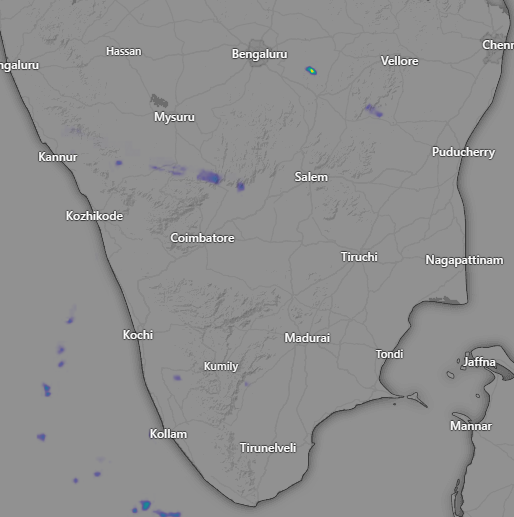 Hassan
Bengaluru
Chenn
ngaluru
Vellore
Mysuru
Kannur
Puducherry
Salem
Kozhikode
Coimbatore
Tiruchi
Nagapattinam
Kochi
Madurai
Tondi
Jaffna
Kumily
Mannar
Kollam
Tirunelveli